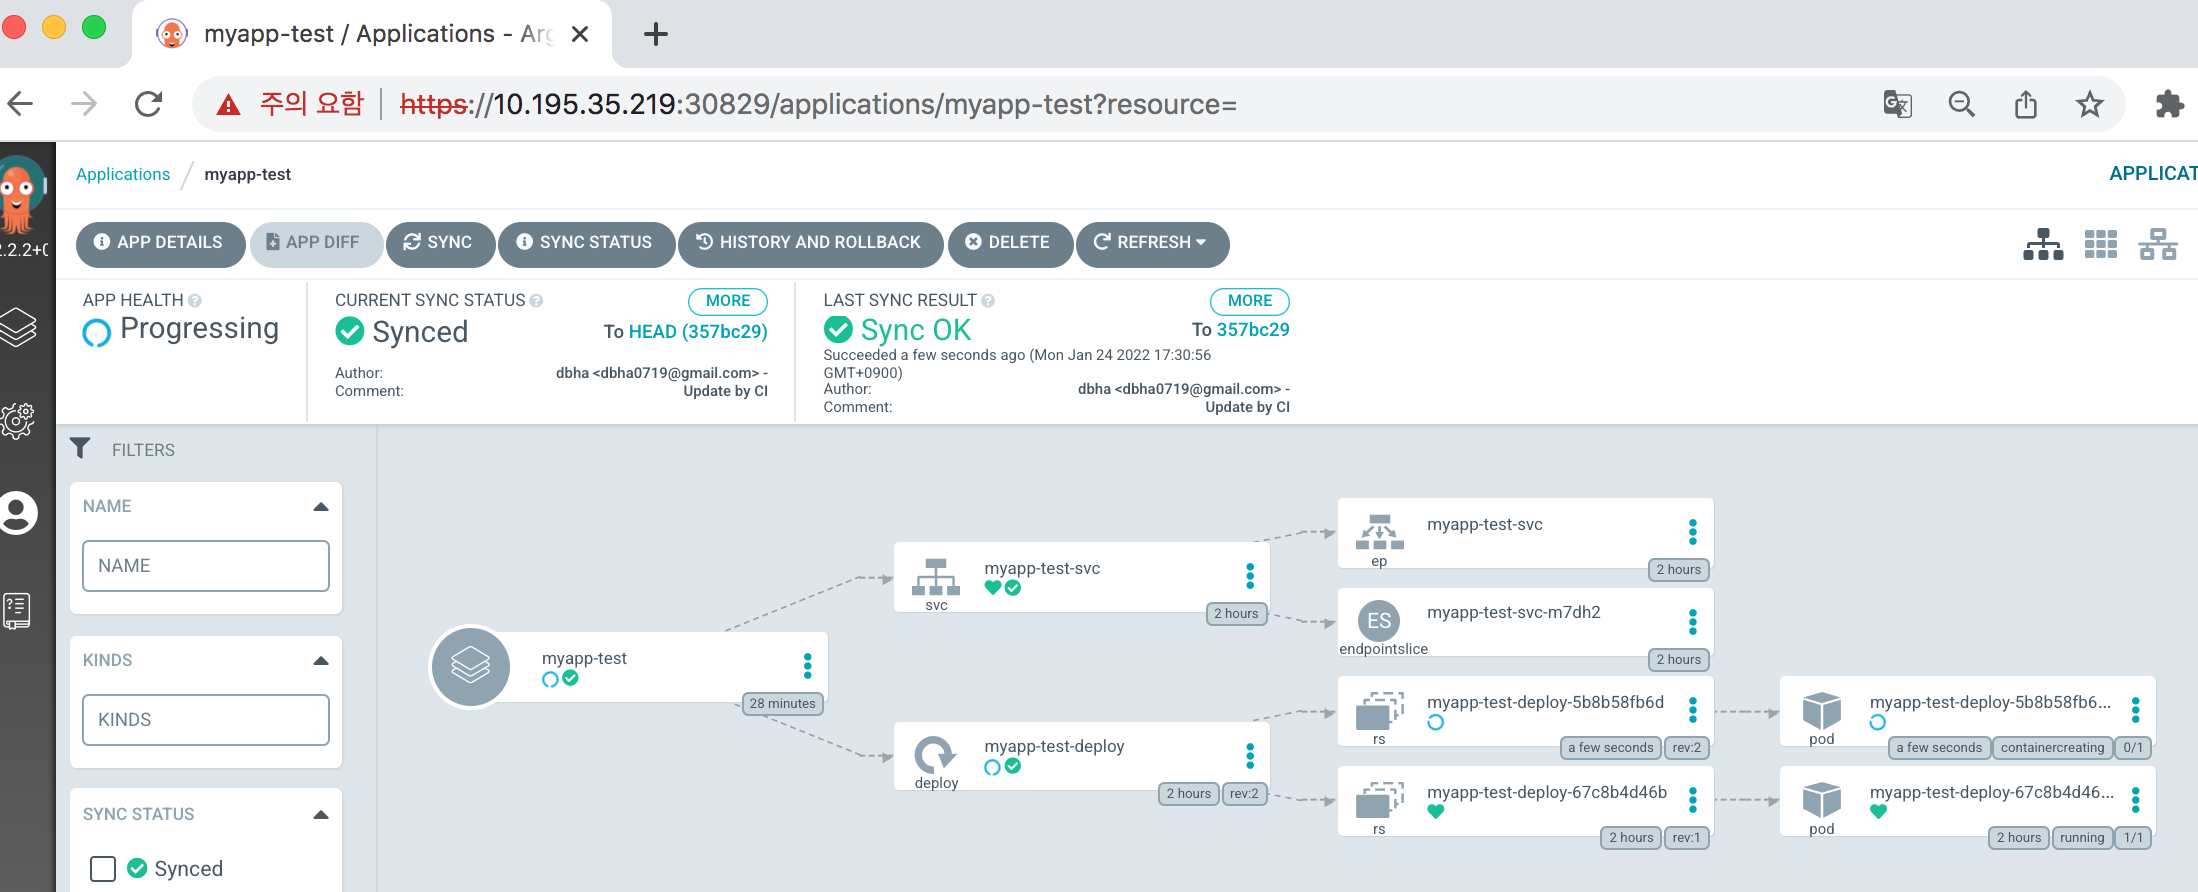 myapp-test / Applications - Arg
주의 요함 https://10.195.35.219:30829/applications/myapp-test?resource=
Applications / myapp-test
APPLICAT
.2.2+0
APP DETAILS
APP DIFF
SYNC
SYNC STATUS
HISTORY AND ROLLBACK
DELETE
REFRESH
APP HEALTH
Progressing
CURRENT SYNC STATUS
MORE
Synced
To HEAD (357bc29)
Author:
dbha <dbha0719@gmail.com> -
Comment:
Update by CI
LAST SYNC RESULT
MORE
Sync OK
To 357bc29
Succeeded a few seconds ago (Mon Jan 24 2022 17:30:56
GMT+0900)
Author:
dbha <dbha0719@gmail.com> -
Comment:
Update by CI
FILTERS
NAME
NAME
KINDS
KINDS
SYNC STATUS
Synced
myapp-test
28 minutes
myapp-test-svc
svc
2 hours
myapp-test-deploy
deploy
2 hours
rev:2
myapp-test-svc
ep
2 hours
ES
myapp-test-svc-m7dh2
endpointslice
2 hours
myapp-test-deploy-5b8b58fb6d
rs
a few seconds
rev:2
myapp-test-deploy-67c8b4d46b
rs
2 hours
rev:1
myapp-test-deploy-5b8b58fb6...
pod
a few seconds
containercreating
0/1
myapp-test-deploy-67c8b4d46...
pod
2 hours
running
1/1